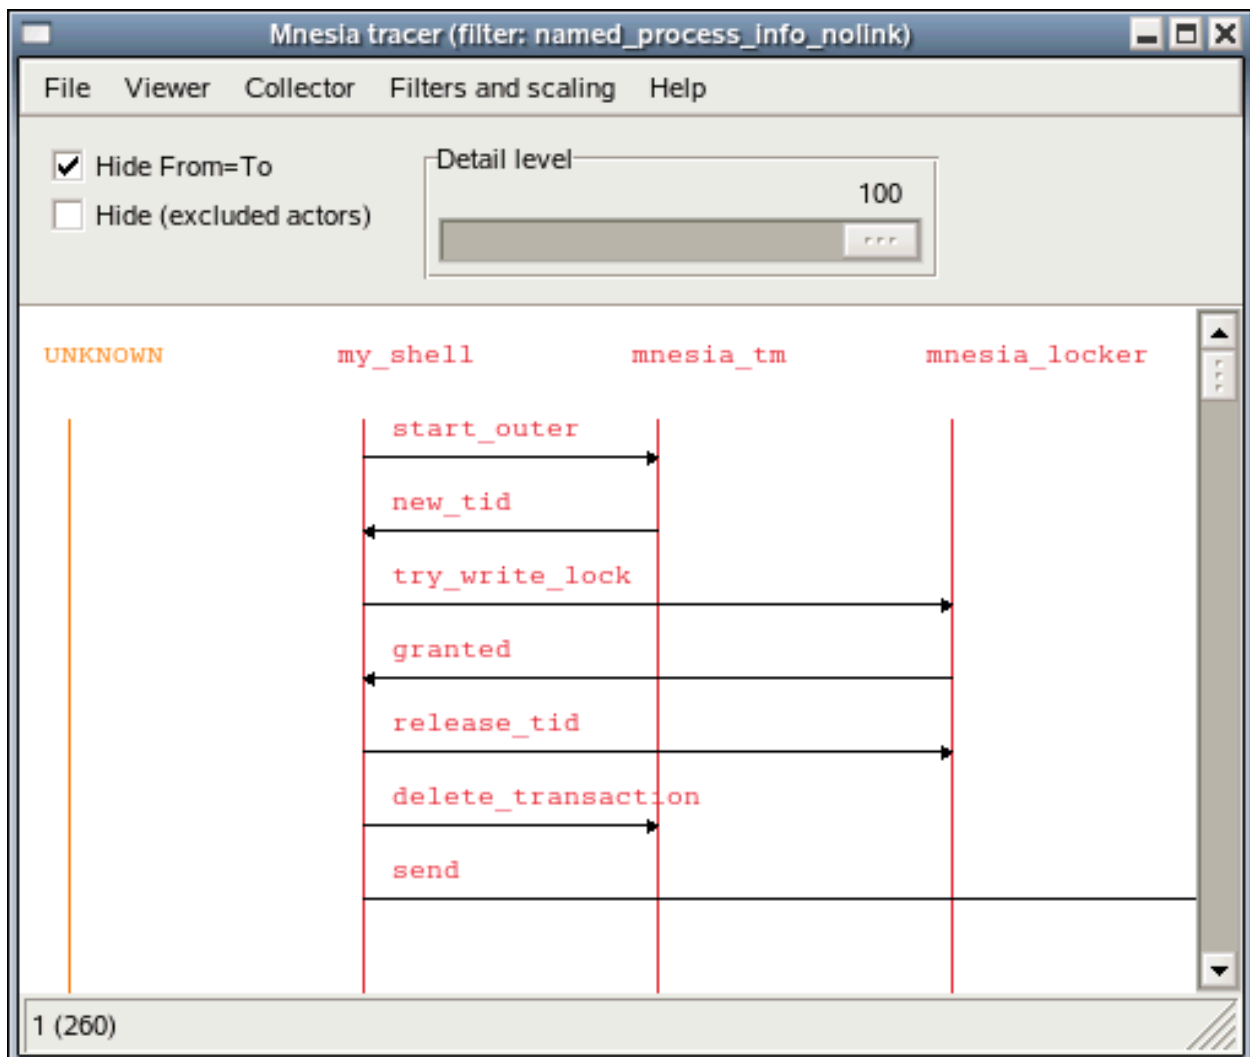 Mnesia tracer (filter: named_process_info_nolink)
File Viewer Collector Filters and scaling Help
Hide From=To
Hide (excluded actors)
Detail level
100
UNKNOWN my_shell mnesia_tm mnesia_locker
start_outer
new_tid
try_write_lock
granted
release_tid
delete_transaction
send
1 (260)